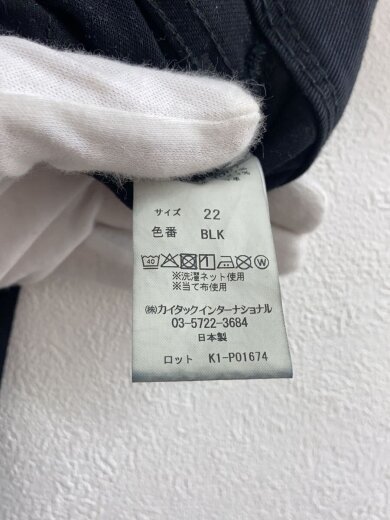 サイズ 22
色番 BLK
40 W
※洗濯ネット使用
※当て布使用
㈱カイタックインターナショナル
03-5722-3684
日本製
ロット K1-P01674